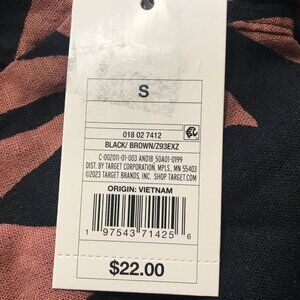 S
018 02 7412
BLACK/ BROWN/Z93EXZ
C-002011-01-003 AN018 50A01-0199
DIST. BY TARGET CORPORATION, MPLS, MN 55403
©2023 TARGET BRANDS, INC. SHOP TARGET.COM
ORIGIN: VIETNAM
1 97543 71425 6
$22.00